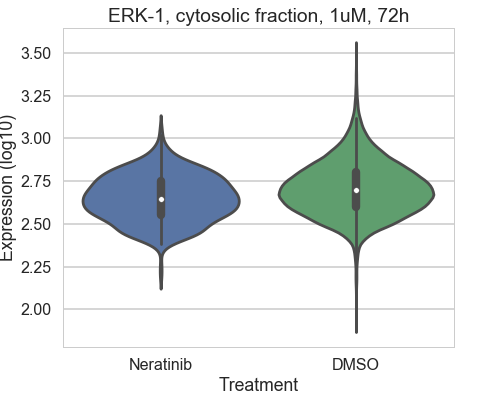 ERK-1, cytosolic fraction, 1uM, 72h
Expression (log10)
3.50
3.25
3.00
2.75
2.50
2.25
2.00
Neratinib DMSO
Treatment